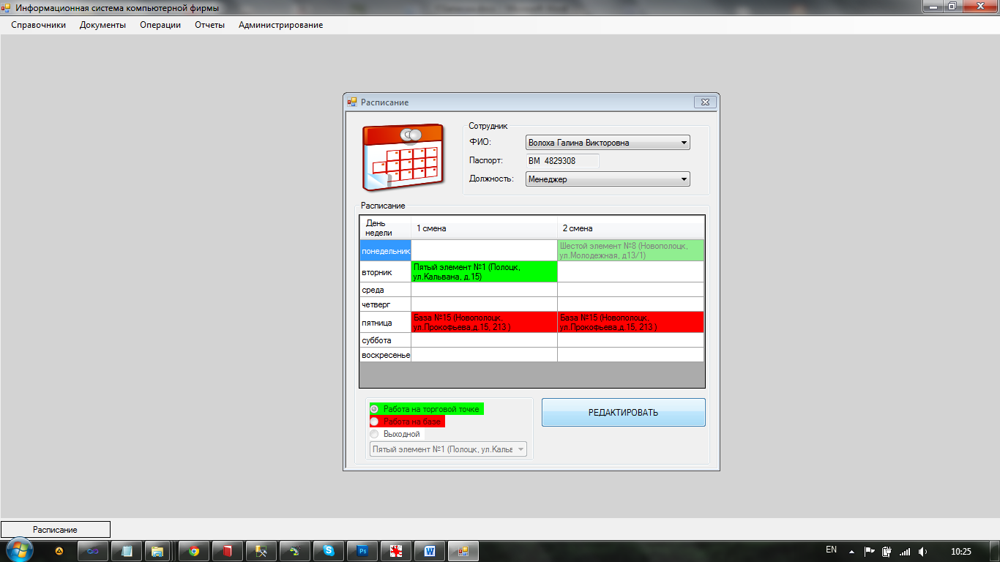 Информационная система компьютерной фирмы
Справочники Документы Операции Отчеты Администрирование
Расписание
Сотрудник
ФИО: Волоха Галина Викторовна
Паспорт: ВМ 4829308
Должность: Менеджер
Расписание
День
недели
1 смена
2 смена
понедельник
Шестой элемент №8 (Новополоцк,
ул.Молодежная, д13/1)
вторник
Пятый элемент №1 (Полоцк,
ул.Кальвана, д.15)
среда
четверг
пятница
База №15 (Новополоцк,
ул.Прокофьева,д.15, 213 )
База №15 (Новополоцк,
ул.Прокофьева,д.15, 213 )
суббота
воскресенье
Работа на торговой точке
Работа на базе
Выходной
Пятый элемент №1 (Полоцк, ул.Кальв
РЕДАКТИРОВАТЬ
Расписание
EN
10:25